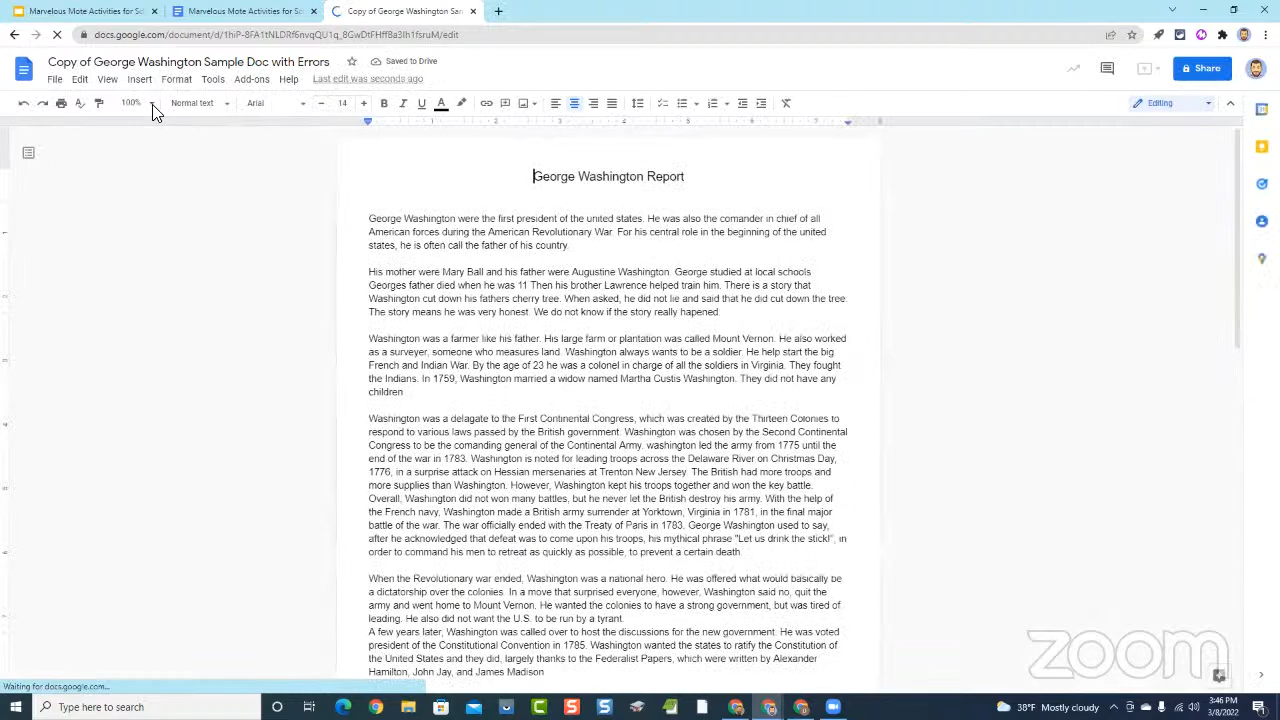 Marvelous Mote Activities for Sci
Marvelous Mote Activities for Sc
Copy of George Washington Sam
docs.google.com/document/d/1hiP-8FA1tNLDRf6nvqQU1q_8GwDtFHffBa3Ih1fsruM/edit
Copy of George Washington Sample Doc with Errors
Saved to Drive
File Edit View Insert Format Tools Add-ons Help Last edit was seconds ago
Share
100% Normal text Arial 14 Editing
1 2 3 4 5 6 7
George Washington Report
George Washington were the first president of the united states. He was also the comander in chief of all
American forces during the American Revolutionary War. For his central role in the beginning of the united
states, he is often call the father of his country.
His mother were Mary Ball and his father were Augustine Washington. George studied at local schools
Georges father died when he was 11 Then his brother Lawrence helped train him. There is a story that
Washington cut down his fathers cherry tree. When asked, he did not lie and said that he did cut down the tree.
The story means he was very honest. We do not know if the story really hapened.
Washington was a farmer like his father. His large farm or plantation was called Mount Vernon. He also worked
as a surveyer, someone who measures land. Washington always wants to be a soldier. He help start the big
French and Indian War. By the age of 23 he was a colonel in charge of all the soldiers in Virginia. They fought
the Indians. In 1759, Washington married a widow named Martha Custis Washington. They did not have any
children
Washington was a delagate to the First Continental Congress, which was created by the Thirteen Colonies to
respond to various laws passed by the British government. Washington was chosen by the Second Continental
Congress to be the comanding general of the Continental Army. washington led the army from 1775 until the
end of the war in 1783. Washington is noted for leading troops across the Delaware River on Christmas Day,
1776, in a surprise attack on Hessian mersenaries at Trenton New Jersey. The British had more troops and
more supplies than Washington. However, Washington kept his troops together and won the key battle.
Overall, Washington did not won many battles, but he never let the British destroy his army. With the help of
the French navy, Washington made a British army surrender at Yorktown, Virginia in 1781, in the final major
battle of the war. The war officially ended with the Treaty of Paris in 1783. George Washington used to say,
after he acknowledged that defeat was to come upon his troops, his mythical phrase "Let us drink the stick!", in
order to command his men to retreat as quickly as possible, to prevent a certain death.
When the Revolutionary war ended, Washington was a national hero. He was offered what would basically be
a dictatorship over the colonies. In a move that surprised everyone, however, Washington said no, quit the
army and went home to Mount Vernon. He wanted the colonies to have a strong government, but was tired of
leading. He also did not want the U.S. to be run by a tyrant.
A few years later, Washington was called over to host the discussions for the new government. He was voted
president of the Constitutional Convention in 1785. Washington wanted the states to ratify the Constitution of
the United States and they did, largely thanks to the Federalist Papers, which were written by Alexander
Hamilton, John Jay, and James Madison
zoom
Waiting for docs.google.com...
Type here to search
38°F Mostly cloudy
3:46 PM
3/8/2022